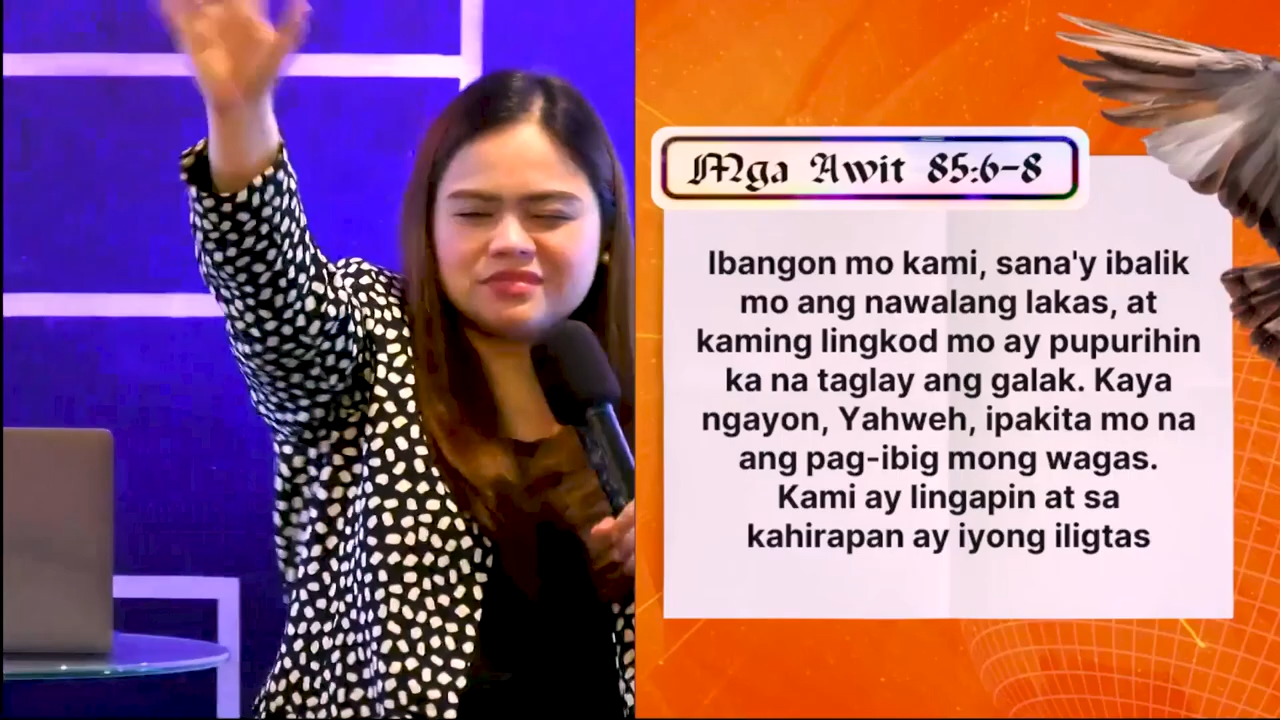 Mga Awit 85:6-8
Ibangon mo kami, sana'y ibalik
mo ang nawalang lakas, at
kaming lingkod mo ay pupurihin
ka na taglay ang galak. Kaya
ngayon, Yahweh, ipakita mo na
ang pag-ibig mong wagas.
Kami ay lingapin at sa
kahirapan ay iyong iligtas